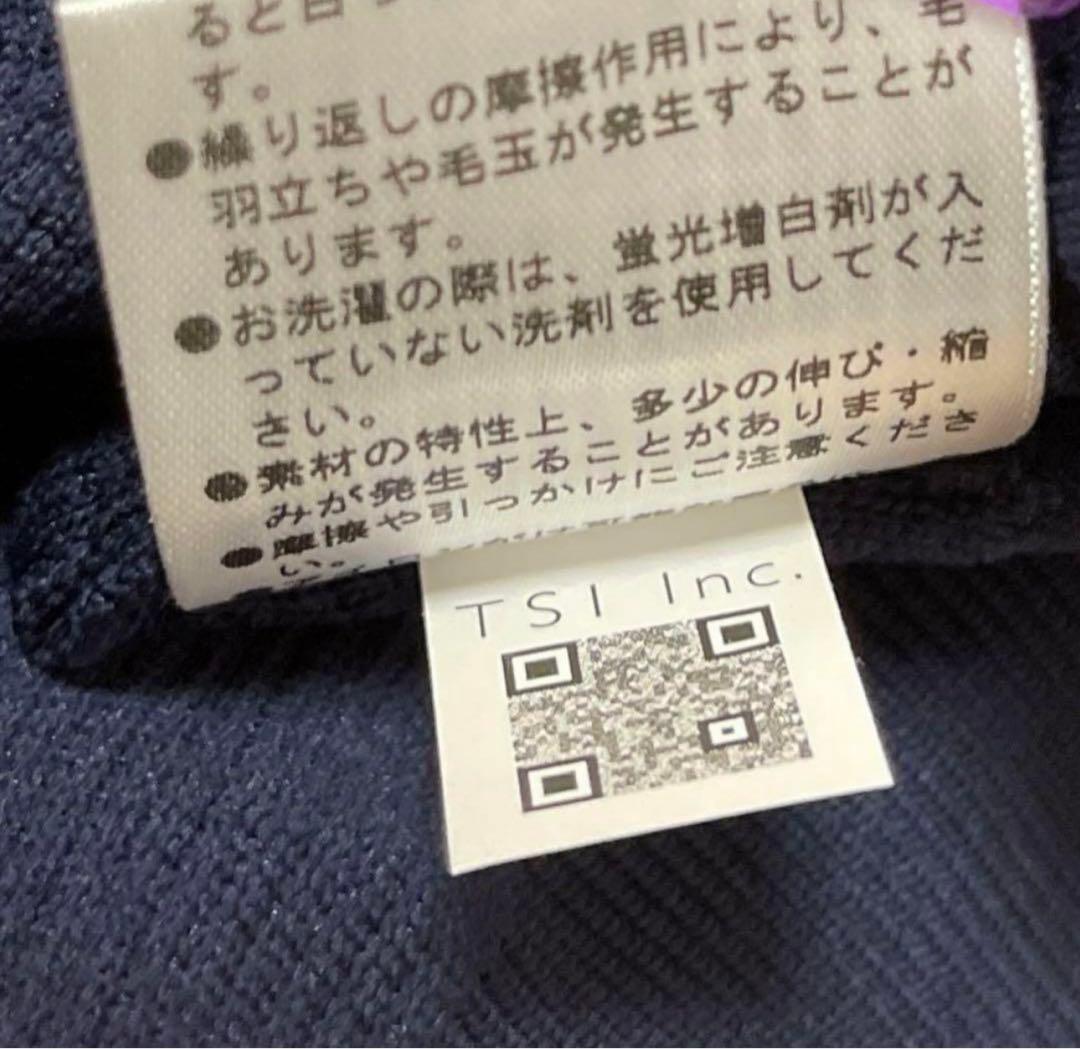 ると白
す。
●繰り返しの摩擦作用により、毛
羽立ちや毛玉が発生することが
あります。
●お洗濯の際は、蛍光増白剤が入
っていない洗剤を使用してくだ
さい。
●素材の特性上、多少の伸び・縮
みが発生することがあります。
●摩擦や引っかけにご注意くださ
い。
TSI Inc.